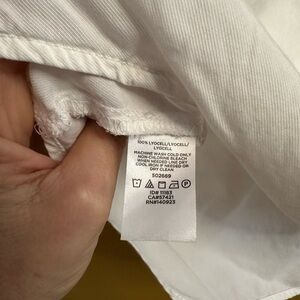 100% LYOCELL/LYOCELL/
LYOCELL
MACHINE WASH COLD ONLY
NON-CHLORINE BLEACH
WHEN NEEDED LINE DRY
COOL IRON IF NEEDED OR
DRY CLEAN
502669
ID# 11183
CA#57421
RN#140923